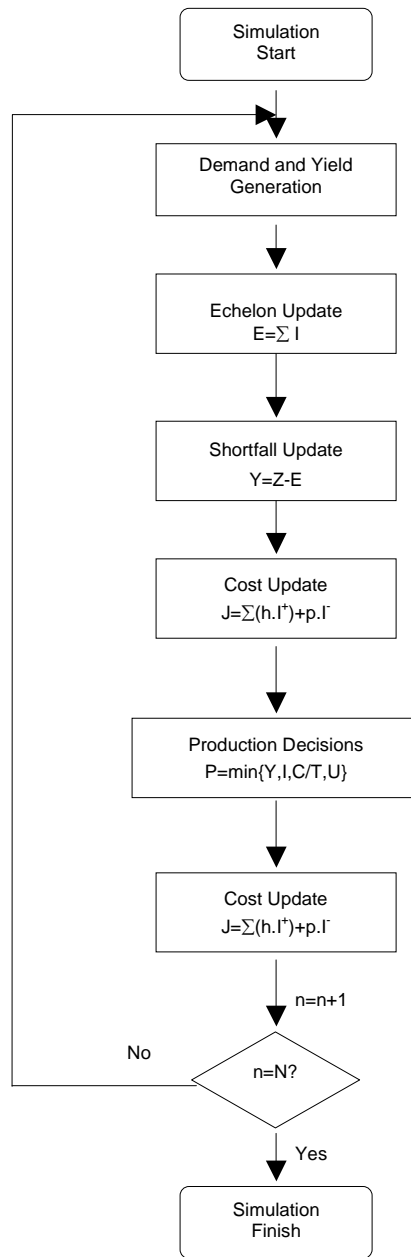 Simulation
Start
Demand and Yield
Generation
Echelon Update
E=∑ I
Shortfall Update
Y=Z-E
Cost Update
J=∑(h.I⁺)+p.I⁻
Production Decisions
P=min{Y,I,C/T,U}
Cost Update
J=∑(h.I⁺)+p.I⁻
n=n+1
No
n=N?
Yes
Simulation
Finish